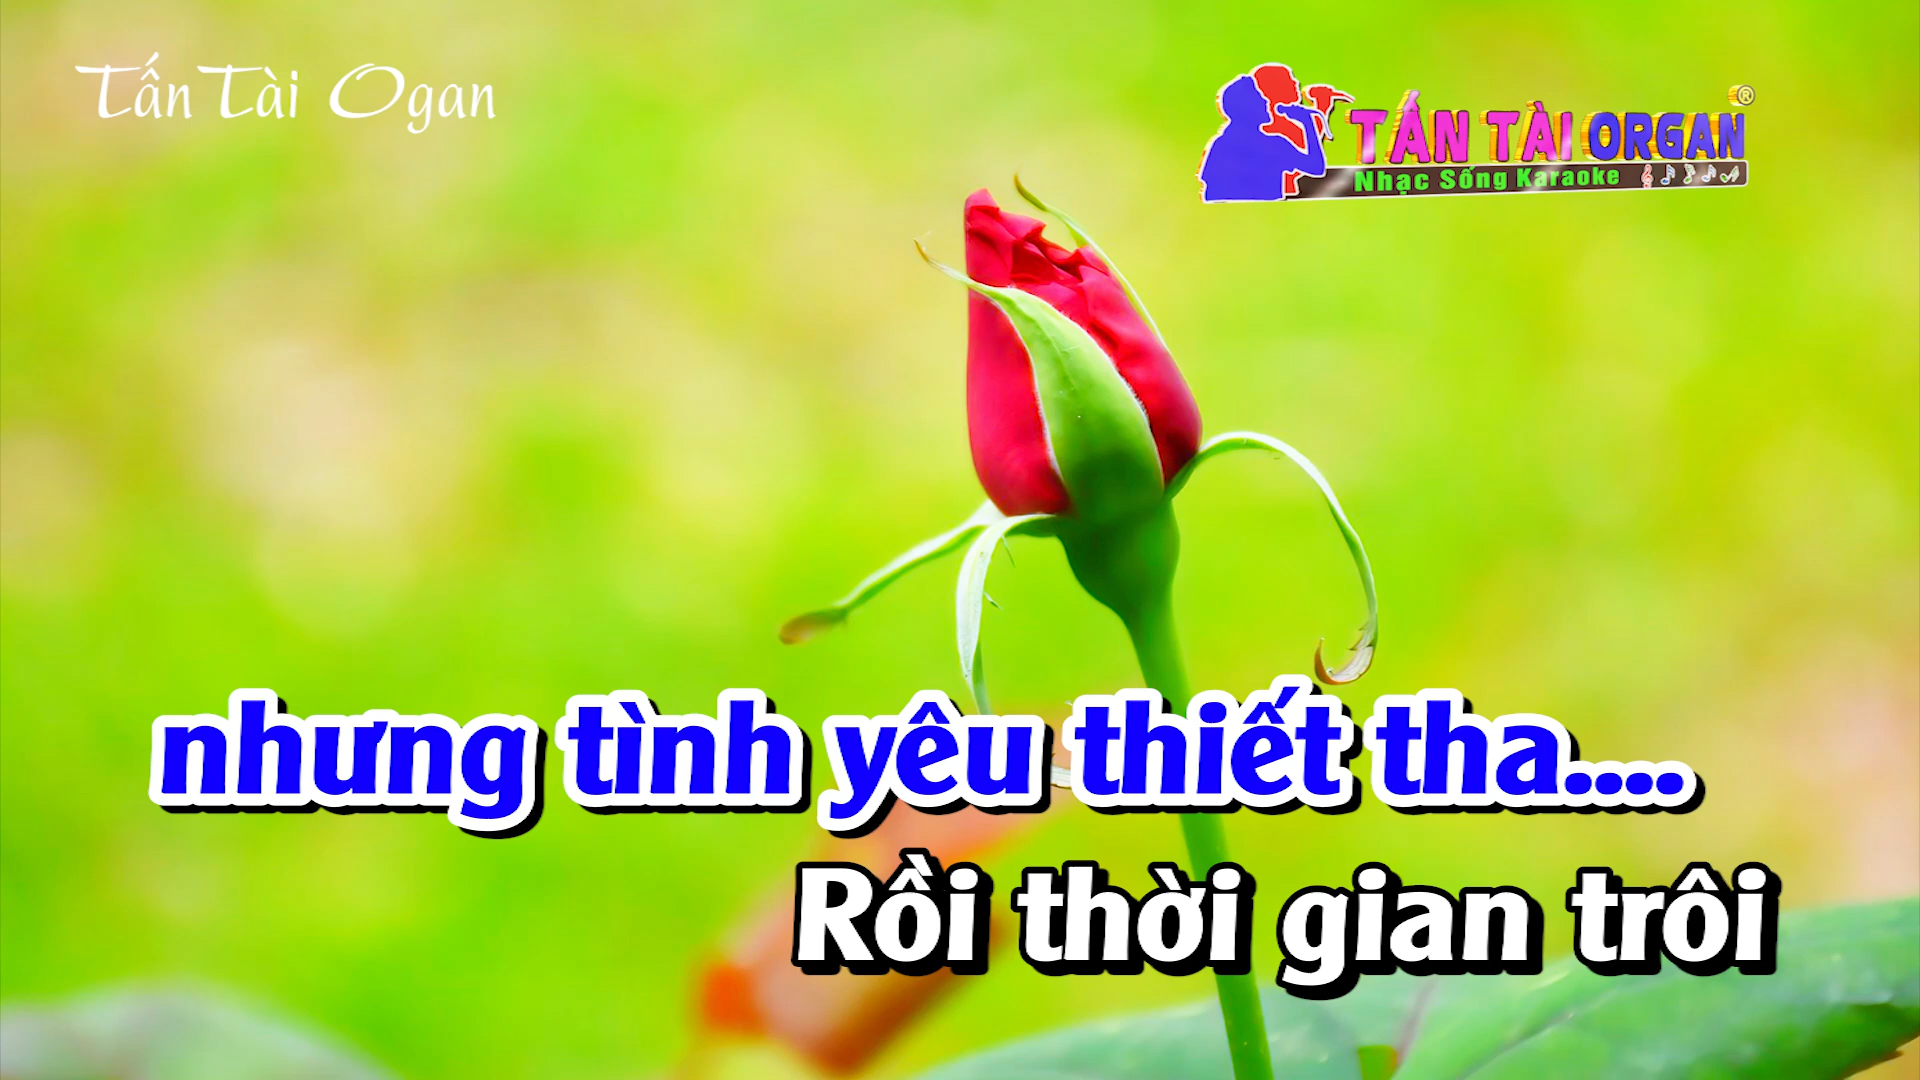 Tấn Tài Ogan
TẤN TÀI ORGAN ®
Nhạc Sống Karaoke
nhưng tình yêu thiết tha....
Rồi thời gian trôi